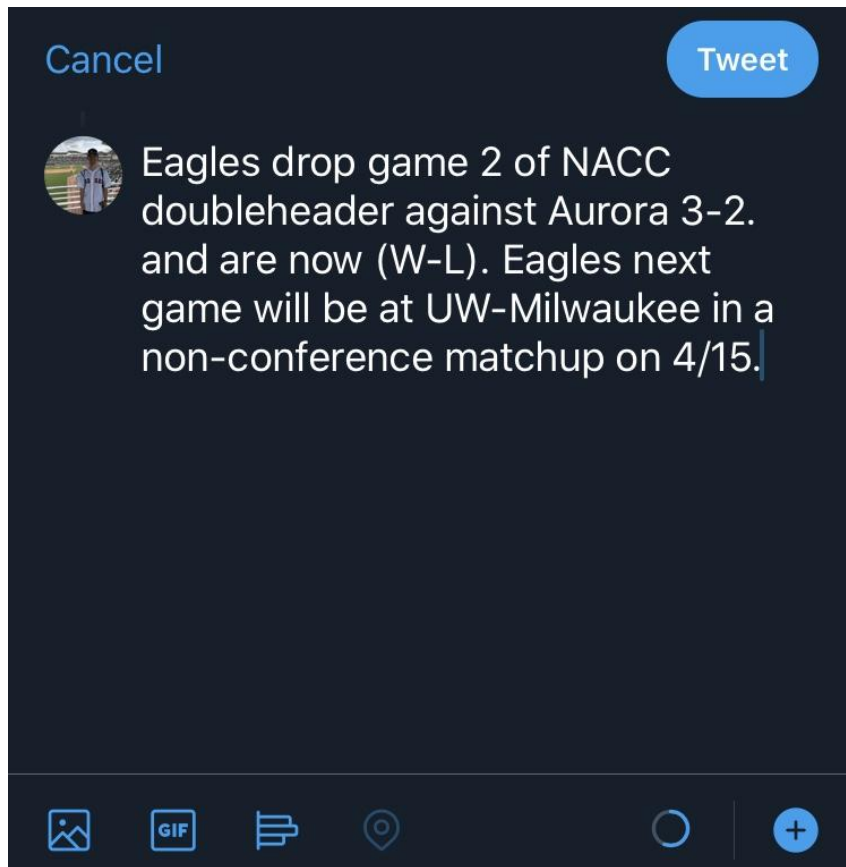 Cancel
Tweet
Eagles drop game 2 of NACC
doubleheader against Aurora 3-2.
and are now (W-L). Eagles next
game will be at UW-Milwaukee in a
non-conference matchup on 4/15.
GIF